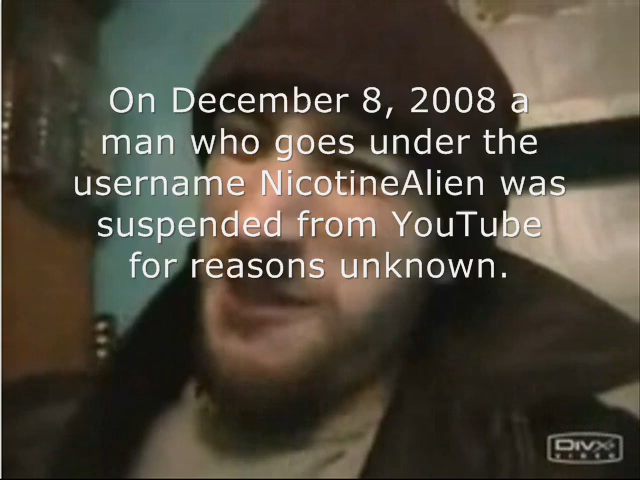 On December 8, 2008 a
man who goes under the
username NicotineAlien was
suspended from YouTube
for reasons unknown.
DIVX
VIDEO